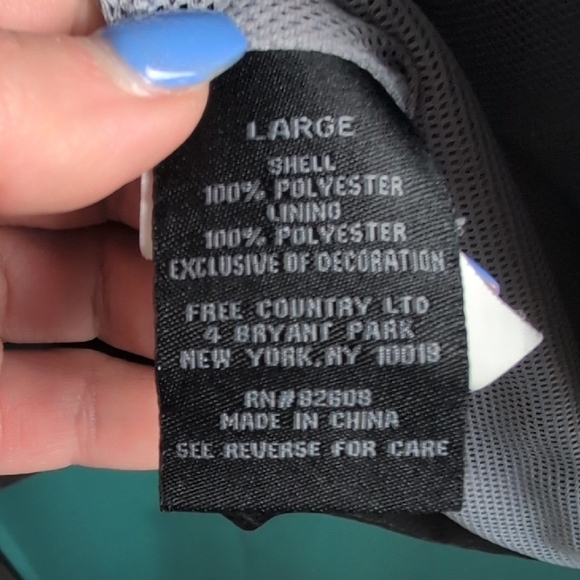 LARGE
SHELL
100% POLYESTER
LINING
100% POLYESTER
EXCLUSIVE OF DECORATION
FREE COUNTRY LTD
4 BRYANT PARK
NEW YORK, NY 10018
RN#82608
MADE IN CHINA
SEE REVERSE FOR CARE